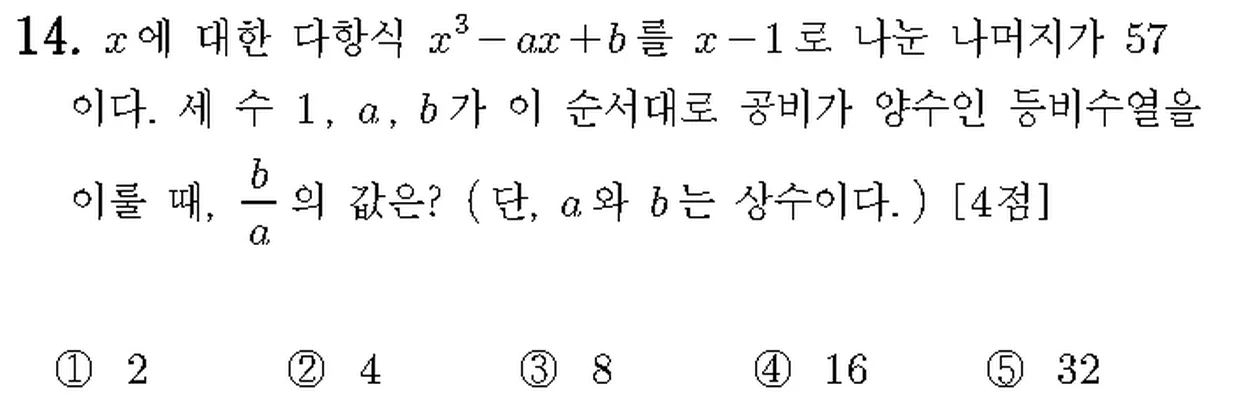 14. x에 대한 다항식 x³-ax+b를 x-1로 나눈 나머지가 57
이다. 세 수 1, a, b가 이 순서대로 공비가 양수인 등비수열을
이룰 때, b/a의 값은? (단, a와 b는 상수이다.) [4점]
① 2 ② 4 ③ 8 ④ 16 ⑤ 32